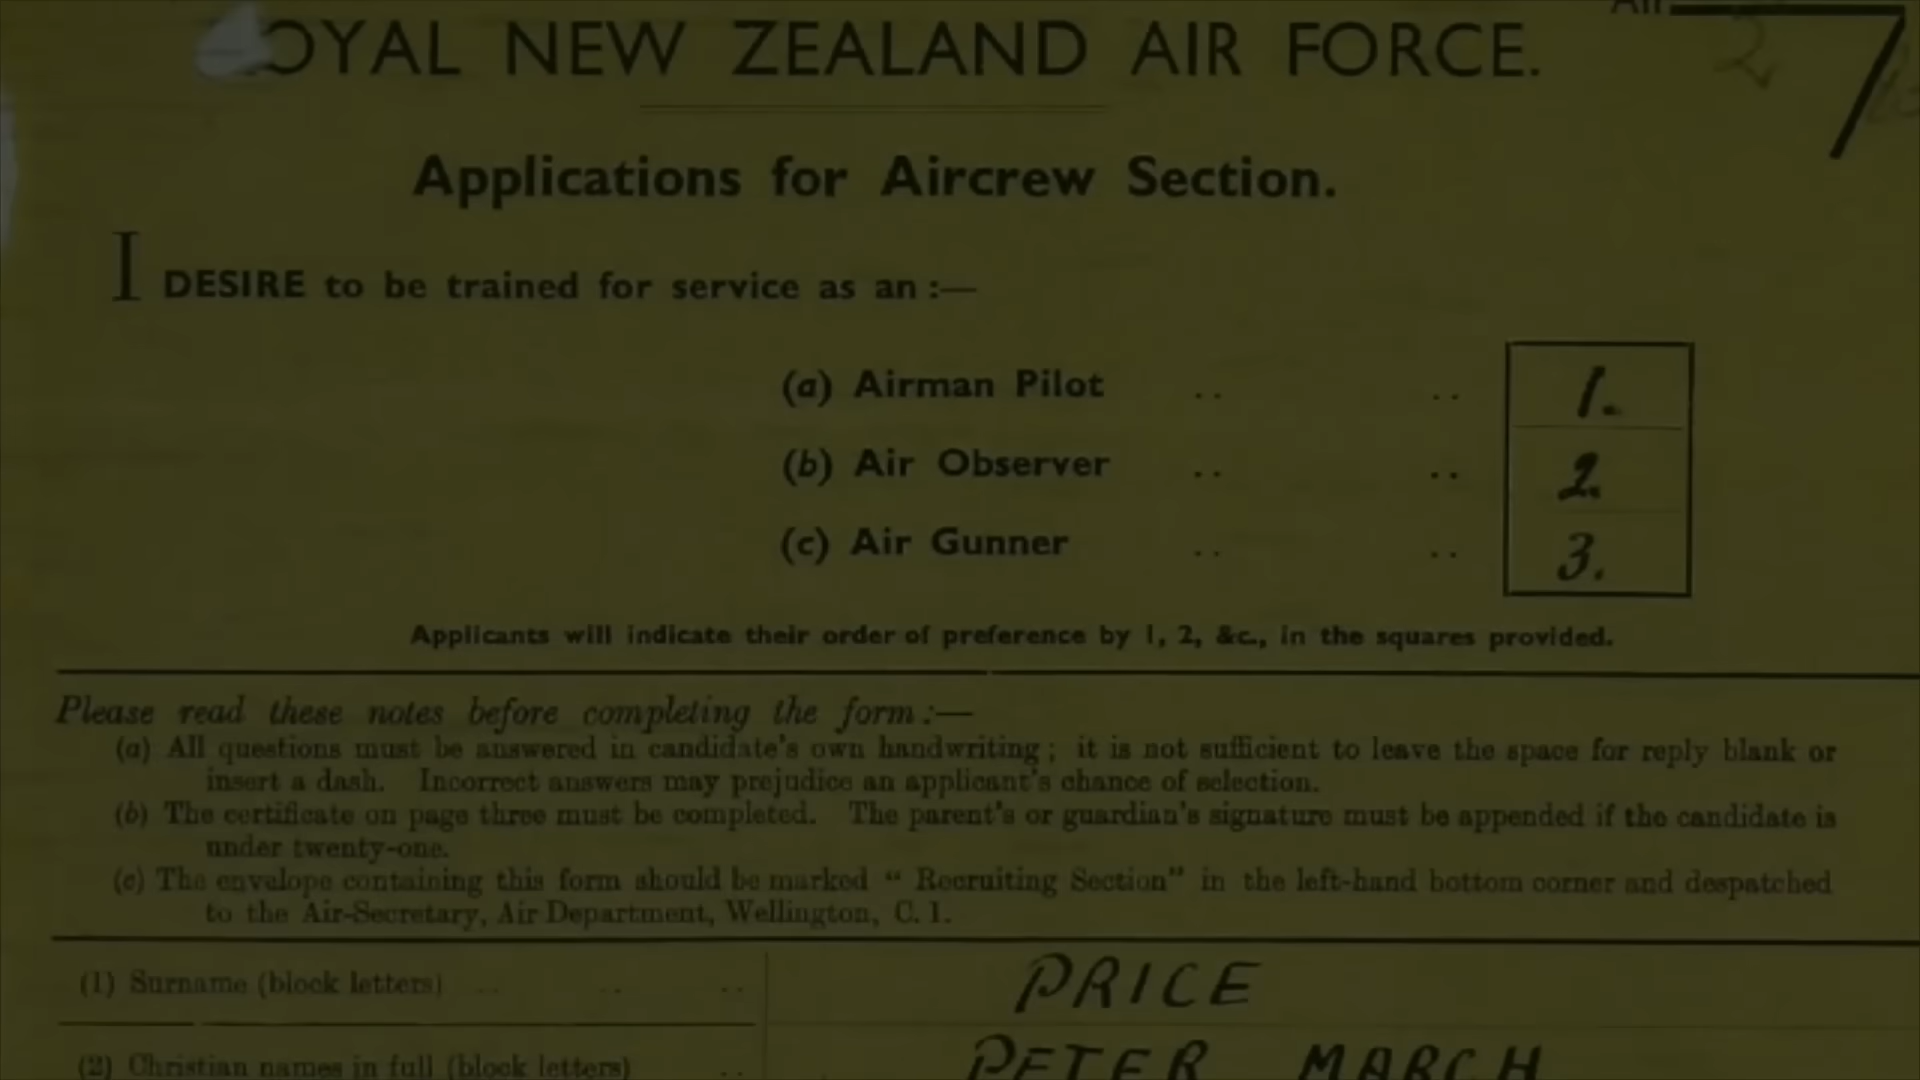 OYAL NEW ZEALAND AIR FORCE.
Air 7
2
Applications for Aircrew Section.
I DESIRE to be trained for service as an :—
(a) Airman Pilot .. .. 1.
(b) Air Observer .. .. 2.
(c) Air Gunner .. .. 3.
Applicants will indicate their order of preference by 1, 2, &c., in the squares provided.
Please read these notes before completing the form :—
(a) All questions must be answered in candidate's own handwriting ; it is not sufficient to leave the space for reply blank or
insert a dash. Incorrect answers may prejudice an applicant's chance of selection.
(b) The certificate on page three must be completed. The parent's or guardian's signature must be appended if the candidate is
under twenty-one.
(c) The envelope containing this form should be marked “ Recruiting Section” in the left-hand bottom corner and despatched
to the Air-Secretary, Air Department, Wellington, C. 1.
(1) Surname (block letters) .. .. .. PRICE
(2) Christian names in full (block letters) .. PETER MARCH